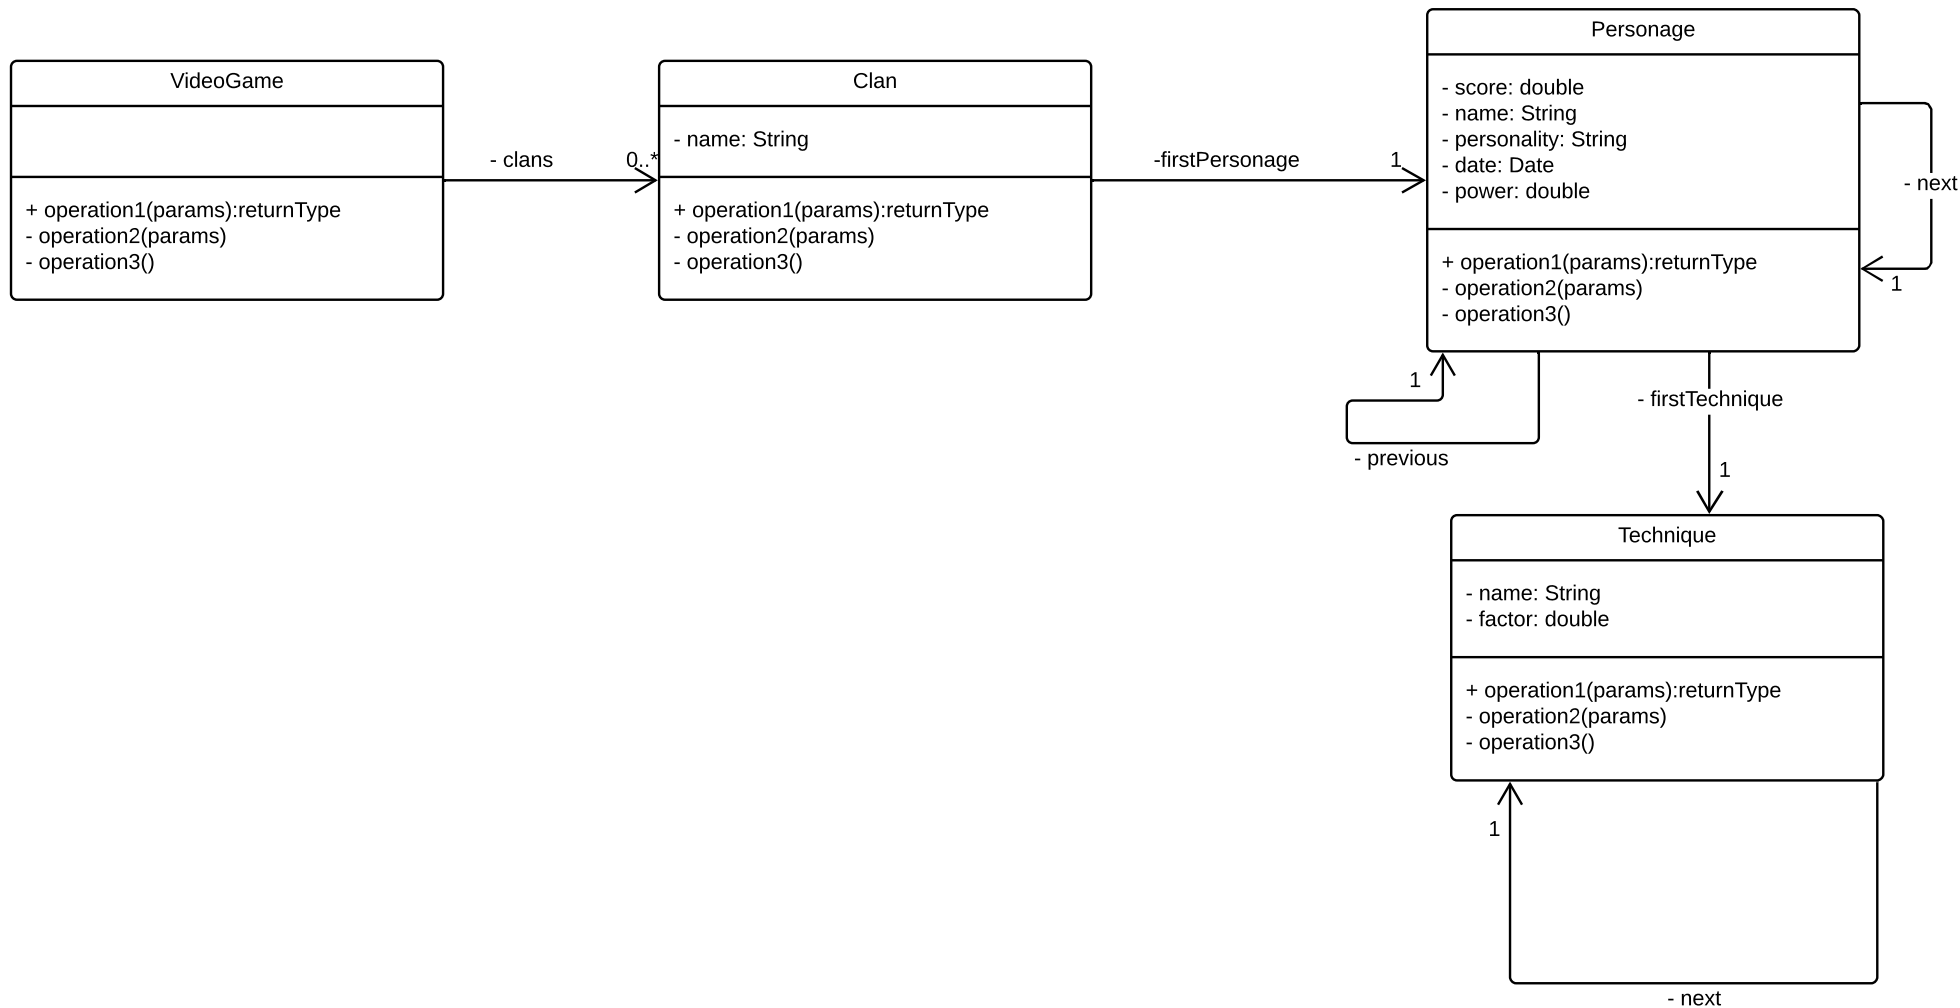 VideoGame
+ operation1(params):returnType
- operation2(params)
- operation3()
- clans
0..*
Clan
- name: String
+ operation1(params):returnType
- operation2(params)
- operation3()
-firstPersonage
1
Personage
- score: double
- name: String
- personality: String
- date: Date
- power: double
+ operation1(params):returnType
- operation2(params)
- operation3()
- next
1
1
- previous
- firstTechnique
1
Technique
- name: String
- factor: double
+ operation1(params):returnType
- operation2(params)
- operation3()
1
- next